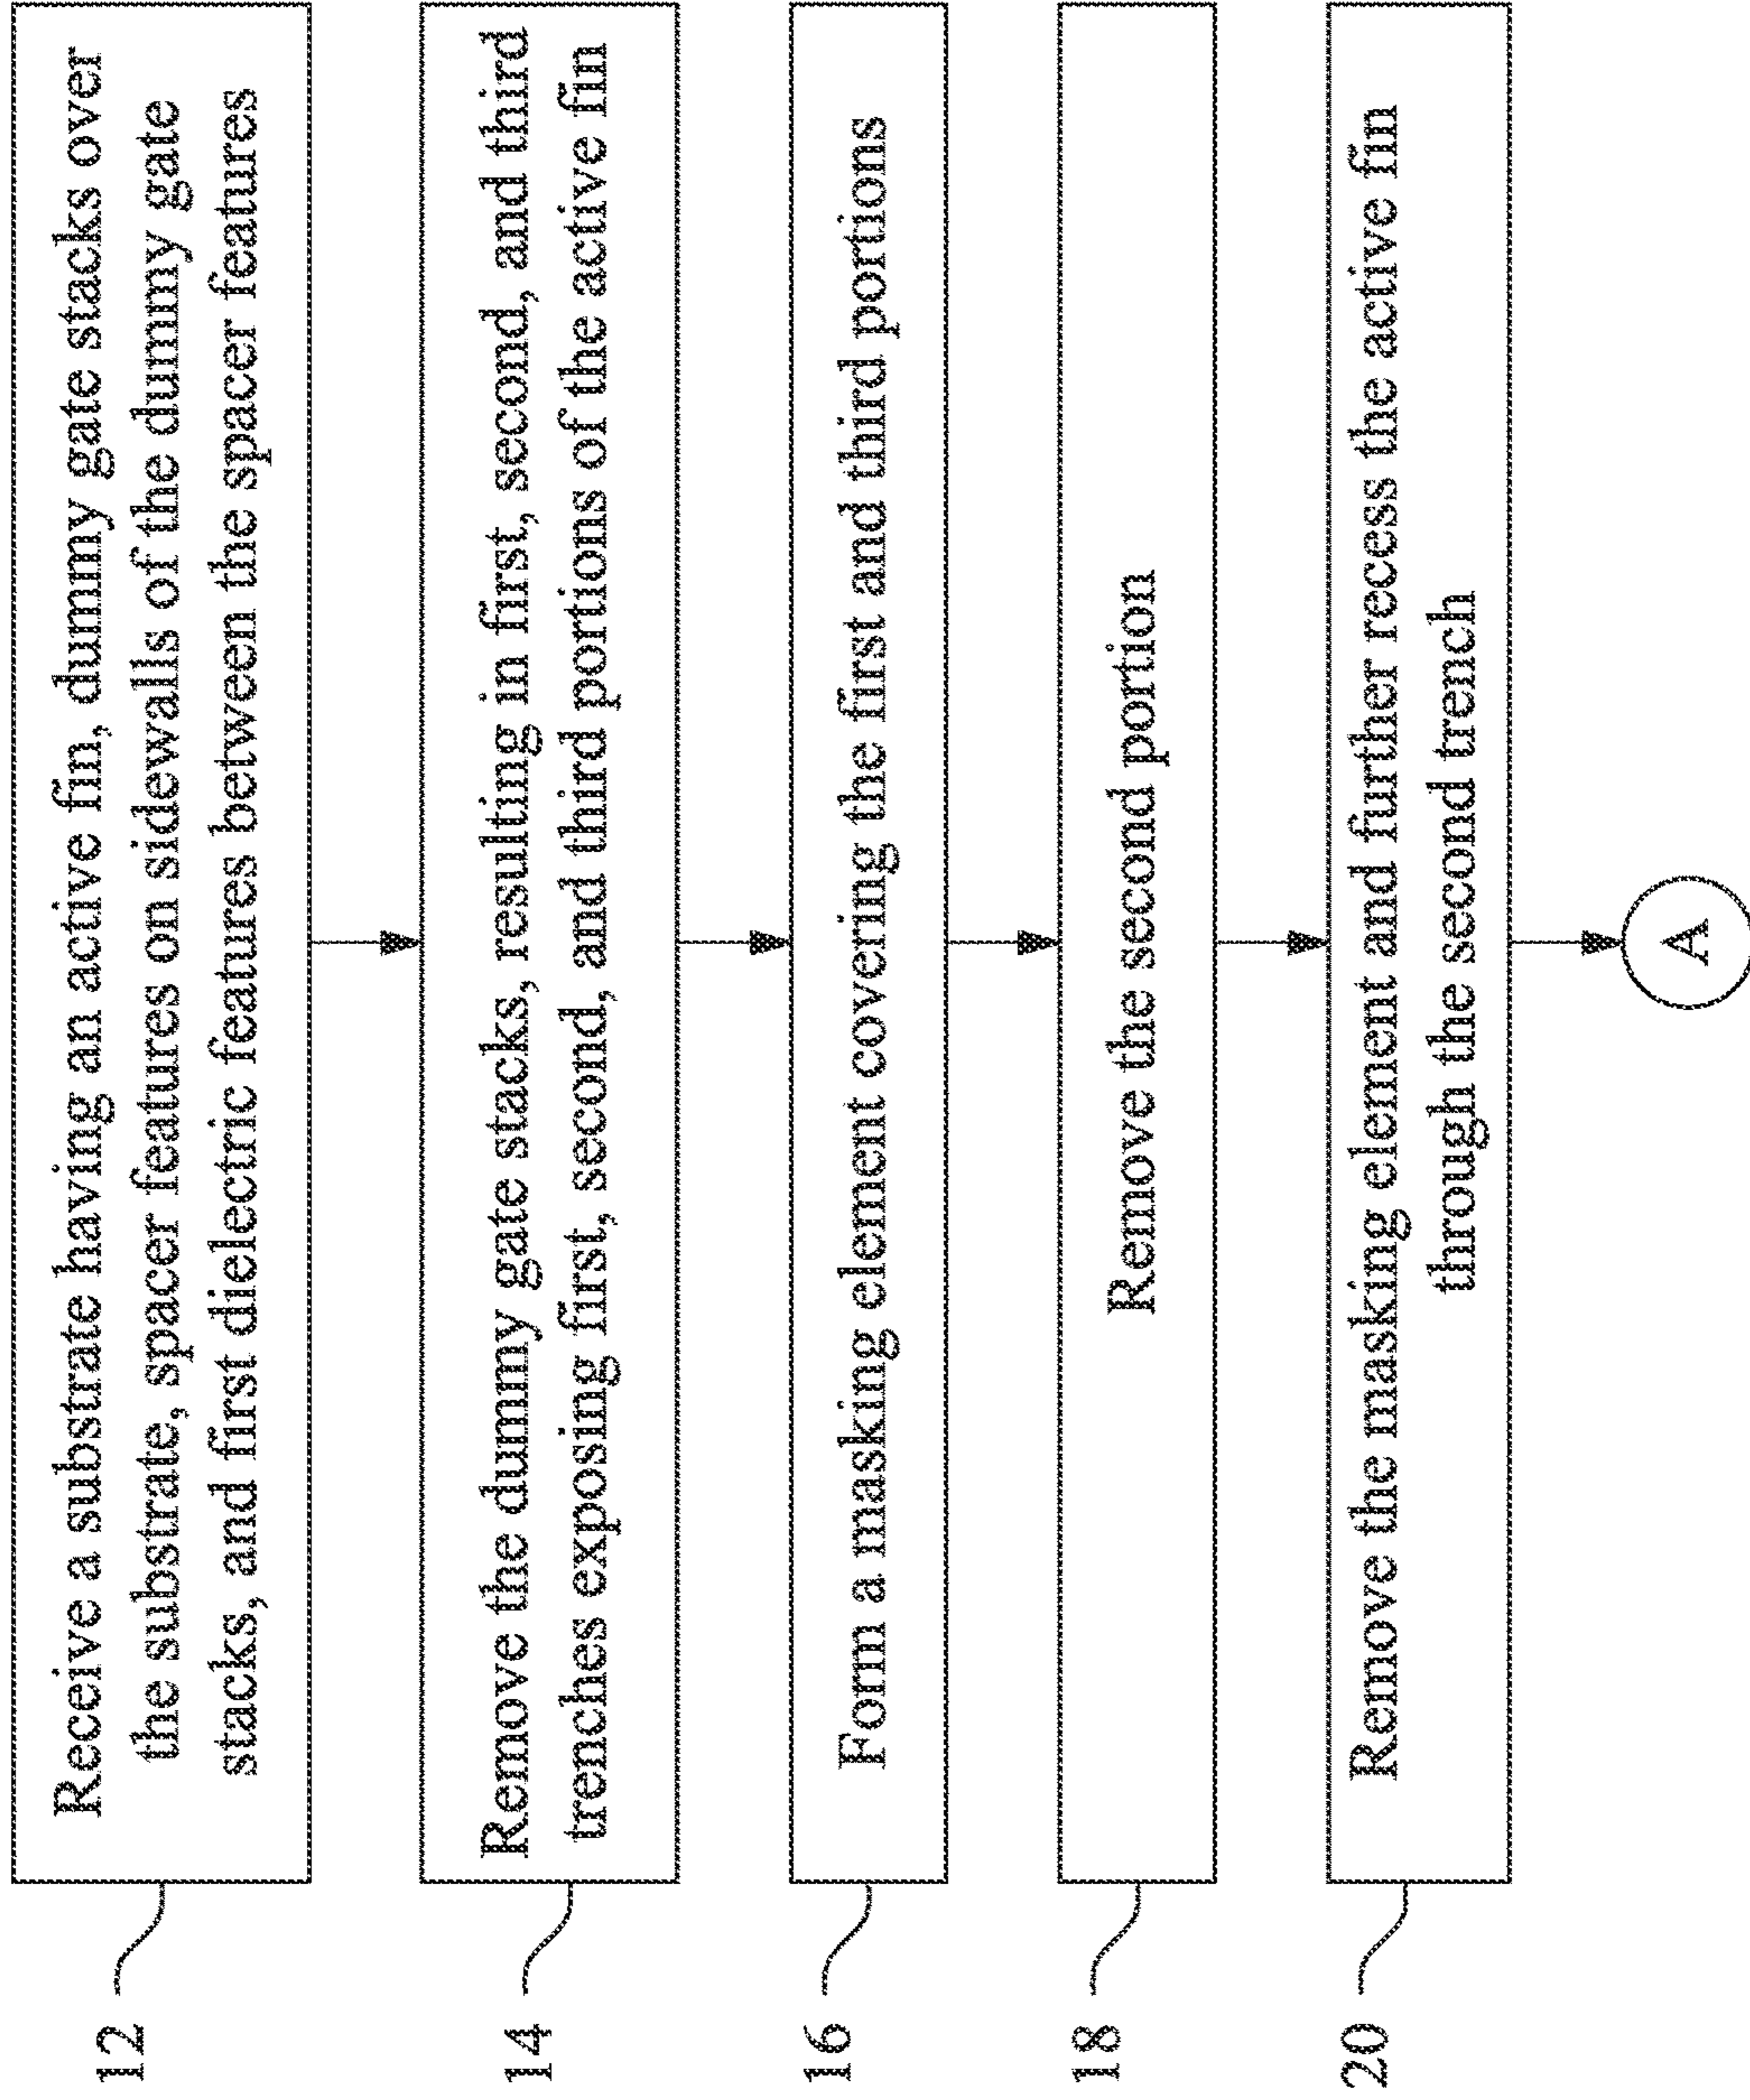 12
Receive a substrate having an active fin, dummy gate stacks over
the substrate, spacer features on sidewalls of the dummy gate
stacks, and first dielectric features between the spacer features
14
Remove the dummy gate stacks, resulting in first, second, and third
trenches exposing first, second, and third portions of the active fin
16
Form a masking element covering the first and third portions
18
Remove the second portion
20
Remove the masking element and further recess the active fin
through the second trench
A